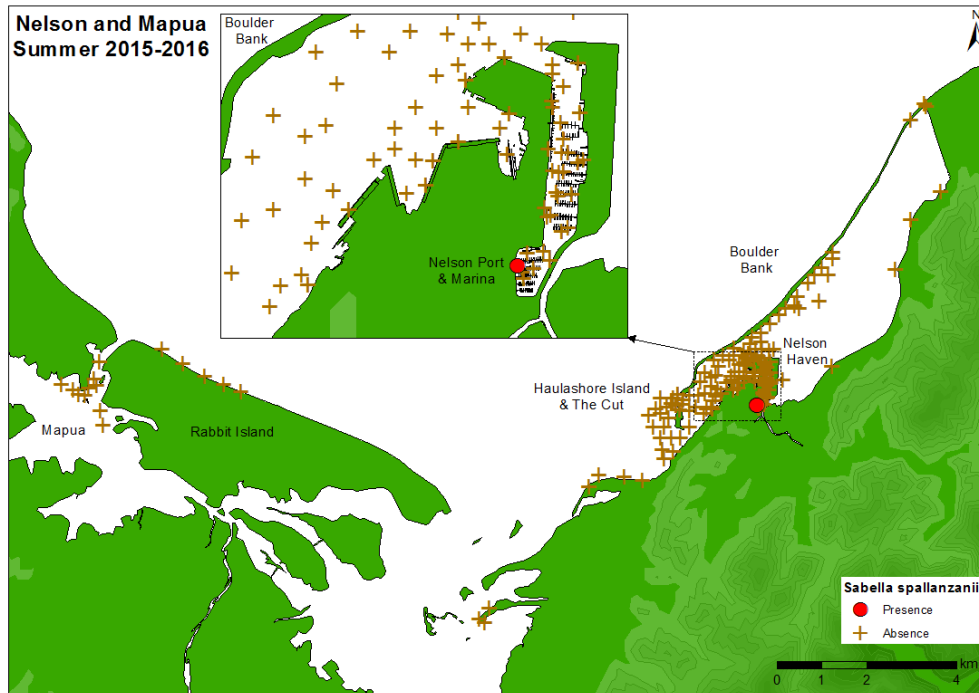 Nelson and Mapua
Summer 2015-2016
Boulder
Bank
Nelson Port
& Marina
N
Boulder
Bank
Nelson
Haven
Haulashore Island
& The Cut
Mapua
Rabbit Island
Sabella spallanzanii
Presence
Absence
km
0 1 2 4